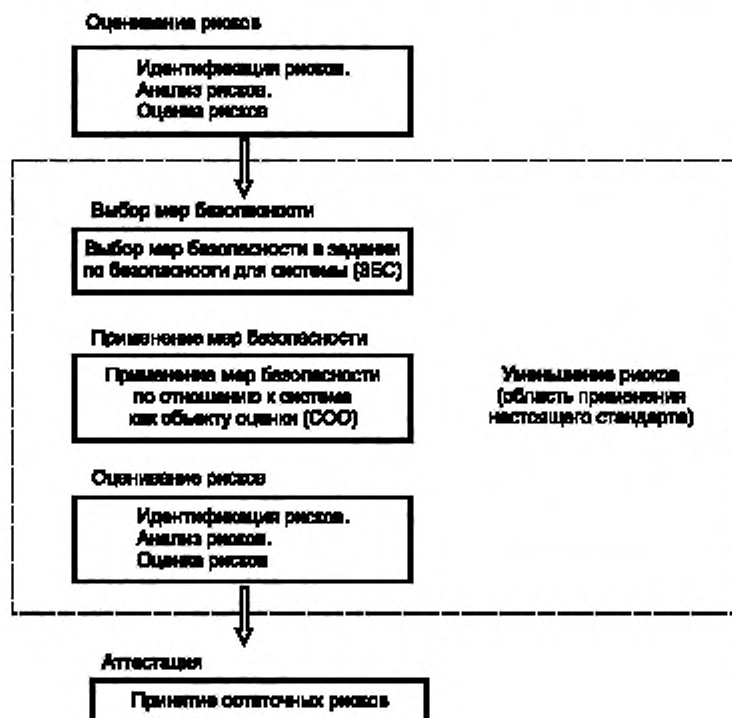 Оценивание рисков
Идентификация рисков.
Анализ рисков.
Оценка рисков
Выбор мер безопасности
Выбор мер безопасности в задании
по безопасности для системы (ЗБС)
Применение мер безопасности
Применение мер безопасности
по отношению к система
как объекту оценки (СОО)
Уменьшение рисков
(область применения
настоящего стандарта)
Оценивание рисков
Идентификация рисков.
Анализ рисков.
Оценка рисков
Аттестация
Принятие остаточных рисков